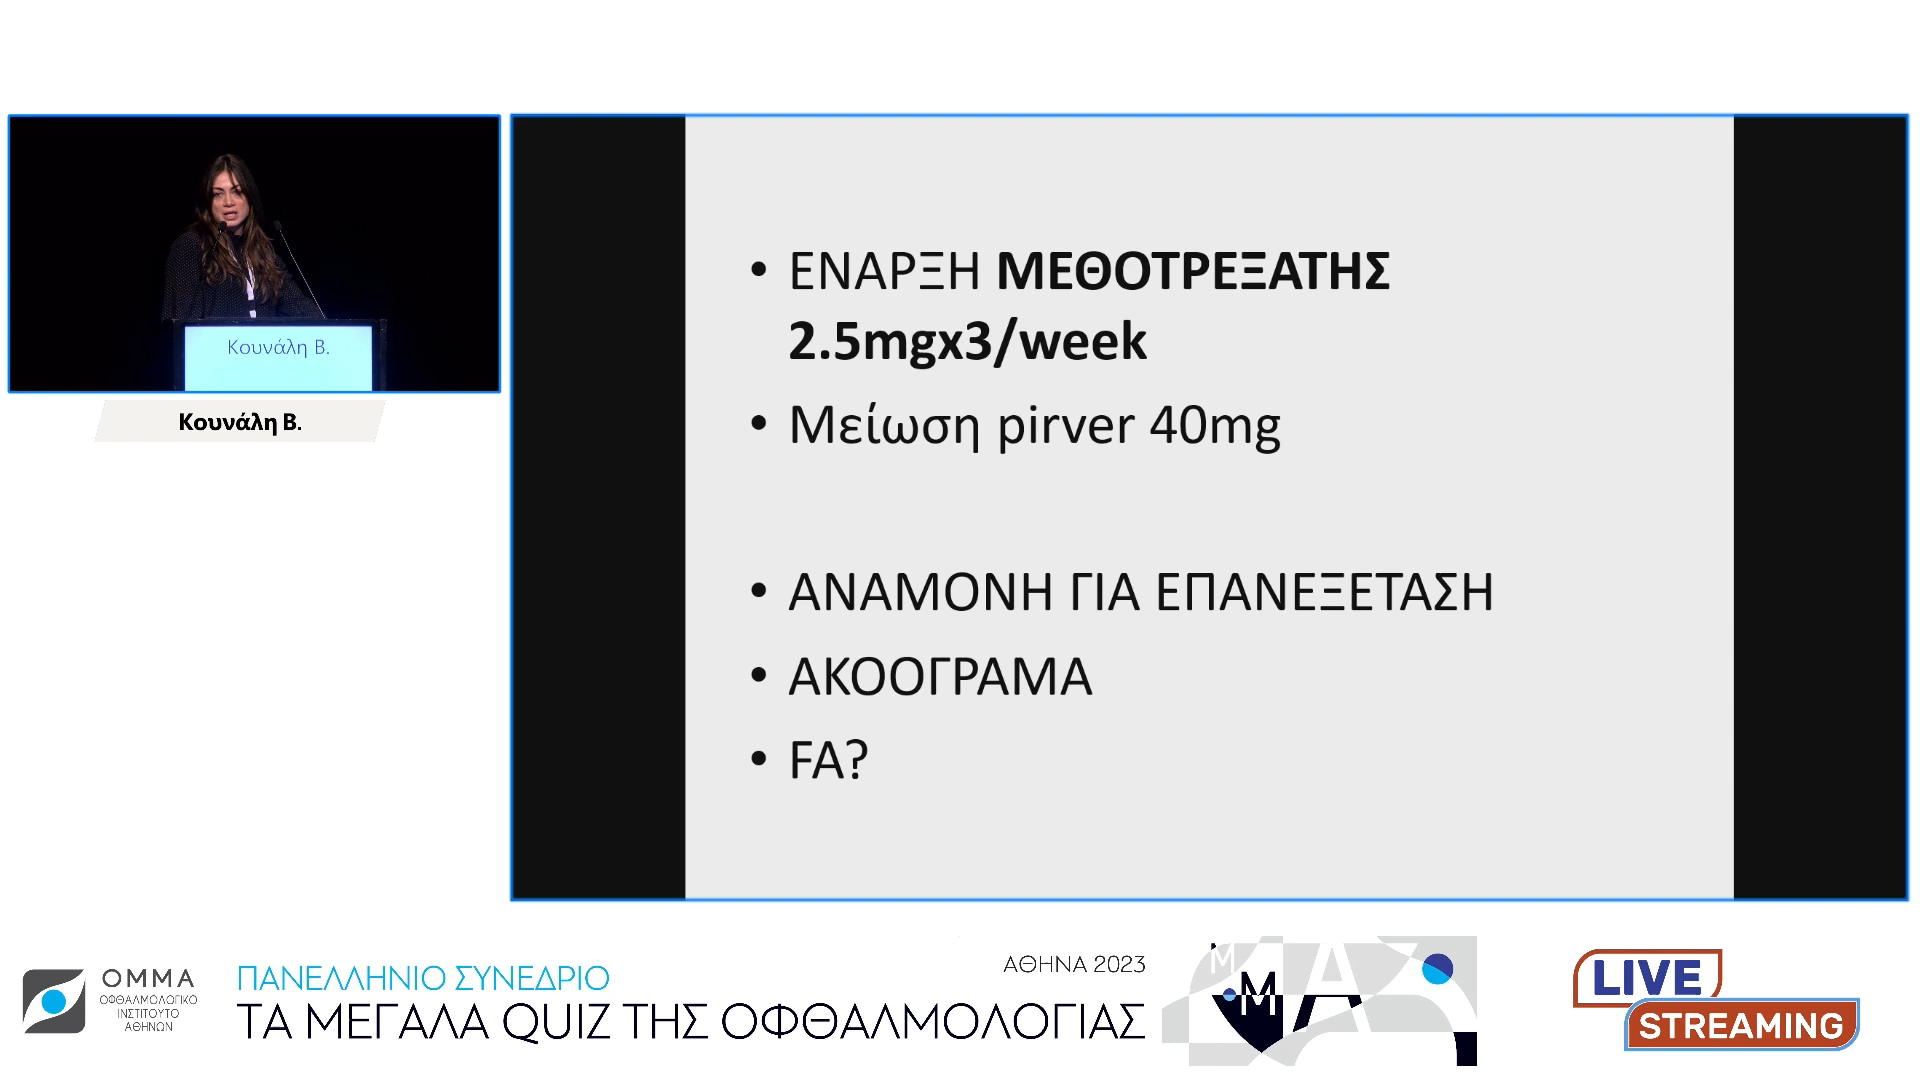 Κουνάλη Β.
Κουνάλη Β.
• ΕΝΑΡΞΗ ΜΕΘΟΤΡΕΞΑΤΗΣ
2.5mgx3/week
• Μείωση pirver 40mg
• ΑΝΑΜΟΝΗ ΓΙΑ ΕΠΑΝΕΞΕΤΑΣΗ
• ΑΚΟΟΓΡΑΜΑ
• FA?
ΟΜΜΑ
ΟΦΘΑΛΜΟΛΟΓΙΚΟ
ΙΝΣΤΙΤΟΥΤΟ
ΑΘΗΝΩΝ
ΠΑΝΕΛΛΗΝΙΟ ΣΥΝΕΔΡΙΟ
ΑΘΗΝΑ 2023
ΤΑ ΜΕΓΑΛΑ QUIZ ΤΗΣ ΟΦΘΑΛΜΟΛΟΓΙΑΣ
LIVE
STREAMING